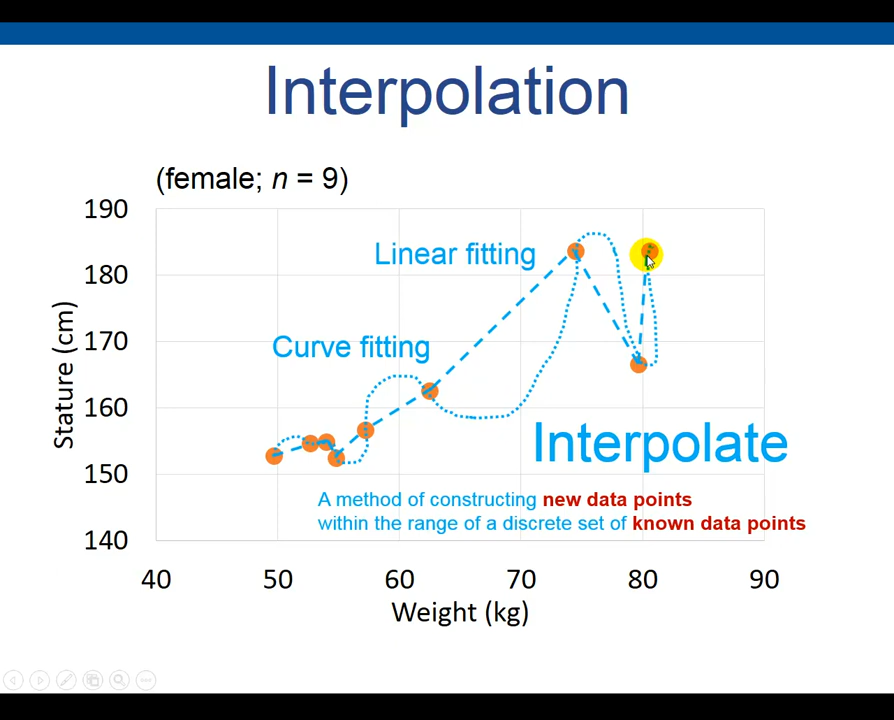 Interpolation
(female; n = 9)
190
180
170
160
150
140
Stature (cm)
Linear fitting
Curve fitting
Interpolate
A method of constructing new data points
within the range of a discrete set of known data points
40 50 60 70 80 90
Weight (kg)